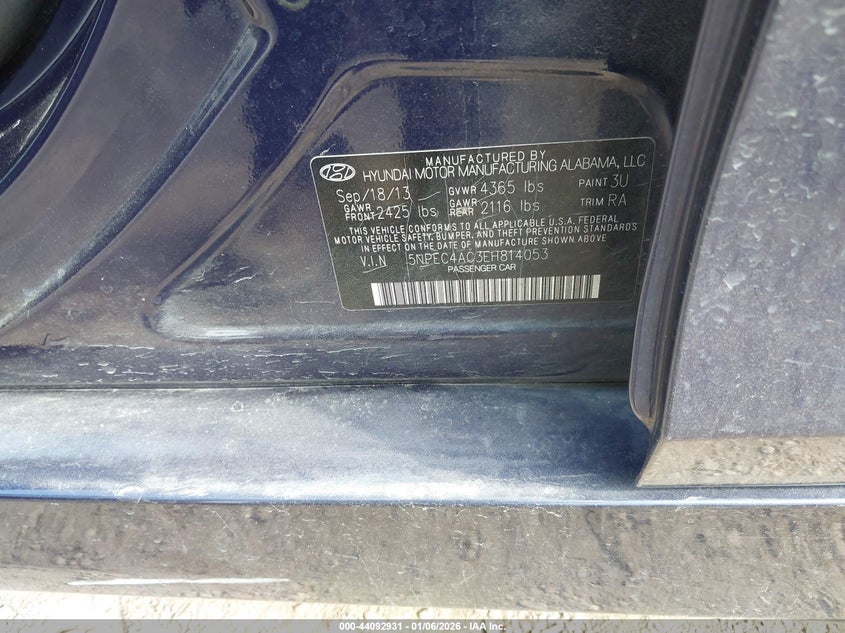 MANUFACTURED BY
HYUNDAI MOTOR MANUFACTURING ALABAMA, LLC
Sep/18/13 GVWR 4365 lbs PAINT 3U
GAWR FRONT 2425 lbs GAWR REAR 2116 lbs TRIM RA
THIS VEHICLE CONFORMS TO ALL APPLICABLE U.S.A. FEDERAL
MOTOR VEHICLE SAFETY, BUMPER, AND THEFT PREVENTION STANDARDS
IN EFFECT ON THE DATE OF MANUFACTURE SHOWN ABOVE
V.I.N 5NPEC4AC3EH814053
PASSENGER CAR
000-44092931 - 01/06/2026 - IAA Inc.